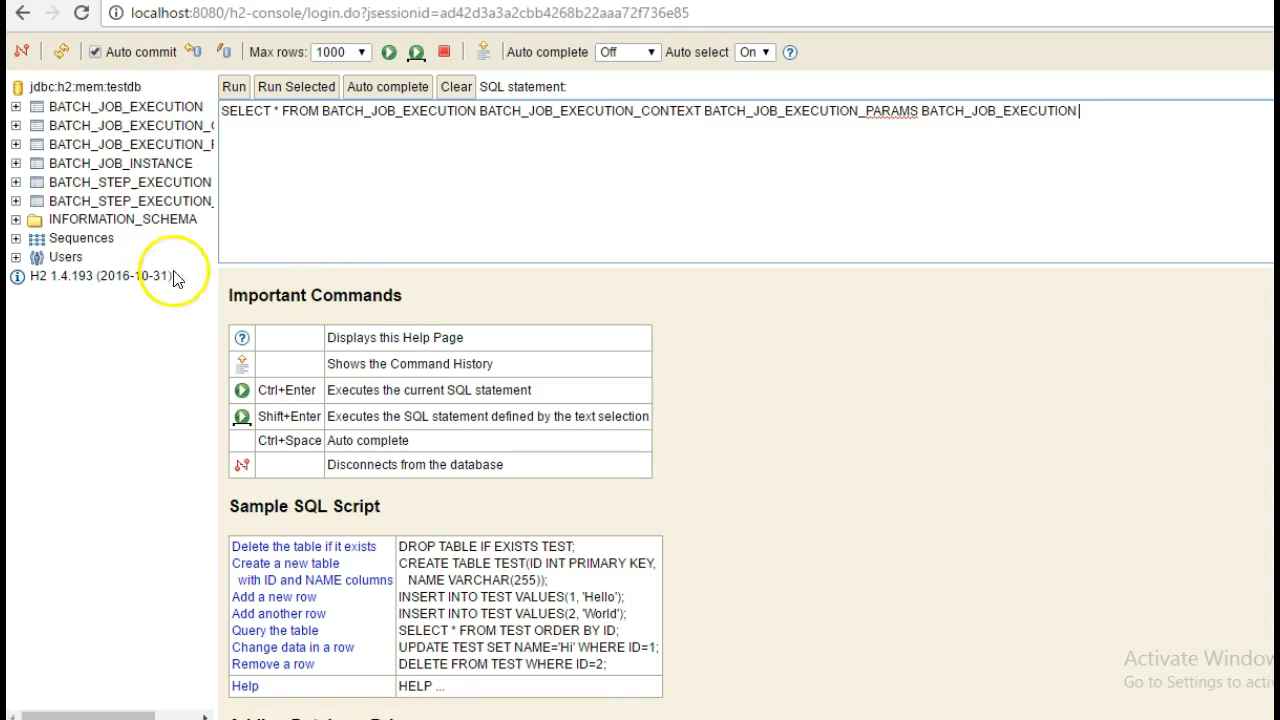 localhost:8080/h2-console/login.do?jsessionid=ad42d3a3a2cbb4268b22aaa72f736e85
Auto commit Max rows: 1000 Auto complete Off Auto select On
jdbc:h2:mem:testdb
BATCH_JOB_EXECUTION
BATCH_JOB_EXECUTION_
BATCH_JOB_EXECUTION_
BATCH_JOB_INSTANCE
BATCH_STEP_EXECUTION
BATCH_STEP_EXECUTION_
INFORMATION_SCHEMA
Sequences
Users
H2 1.4.193 (2016-10-31)
Run Run Selected Auto complete Clear SQL statement:
SELECT * FROM BATCH_JOB_EXECUTION BATCH_JOB_EXECUTION_CONTEXT BATCH_JOB_EXECUTION_PARAMS BATCH_JOB_EXECUTION
Important Commands
Displays this Help Page
Shows the Command History
Ctrl+Enter Executes the current SQL statement
Shift+Enter Executes the SQL statement defined by the text selection
Ctrl+Space Auto complete
Disconnects from the database
Sample SQL Script
Delete the table if it exists DROP TABLE IF EXISTS TEST;
Create a new table CREATE TABLE TEST(ID INT PRIMARY KEY,
with ID and NAME columns NAME VARCHAR(255));
Add a new row INSERT INTO TEST VALUES(1, 'Hello');
Add another row INSERT INTO TEST VALUES(2, 'World');
Query the table SELECT * FROM TEST ORDER BY ID;
Change data in a row UPDATE TEST SET NAME='Hi' WHERE ID=1;
Remove a row DELETE FROM TEST WHERE ID=2;
Help HELP ...
Activate Window
Go to Settings to acti